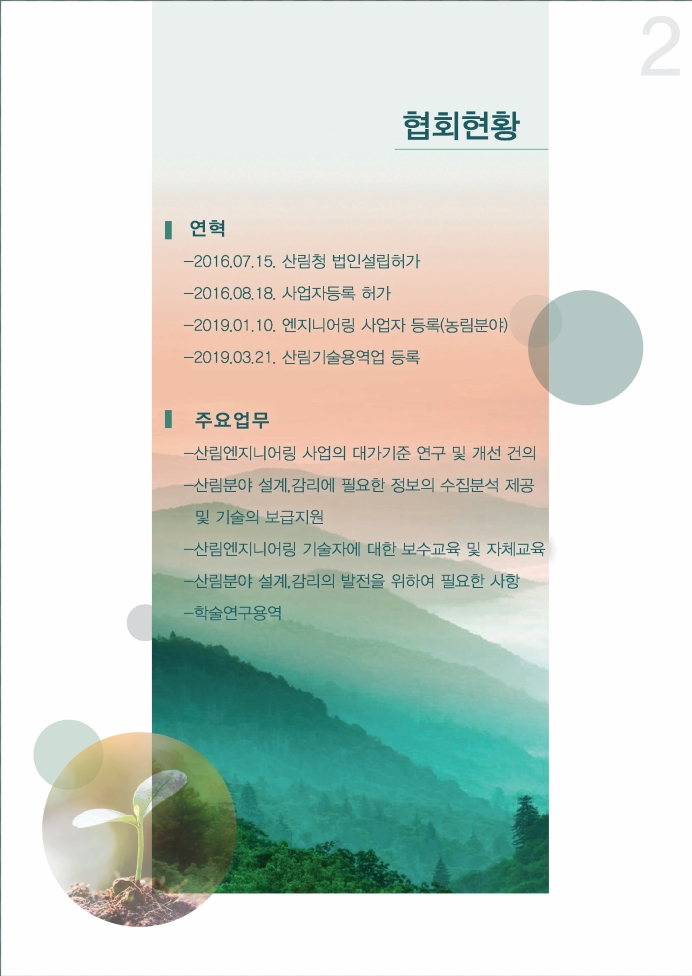 2
협회현황
연혁
-2016.07.15. 산림청 법인설립허가
-2016.08.18. 사업자등록 허가
-2019.01.10. 엔지니어링 사업자 등록(농림분야)
-2019.03.21. 산림기술용역업 등록
주요업무
-산림엔지니어링 사업의 대가기준 연구 및 개선 건의
-산림분야 설계,감리에 필요한 정보의 수집분석 제공
및 기술의 보급지원
-산림엔지니어링 기술자에 대한 보수교육 및 자체교육
-산림분야 설계,감리의 발전을 위하여 필요한 사항
-학술연구용역